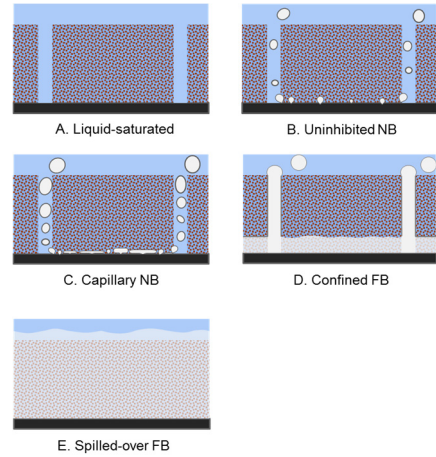 A. Liquid-saturated
B. Uninhibited NB
C. Capillary NB
D. Confined FB
E. Spilled-over FB